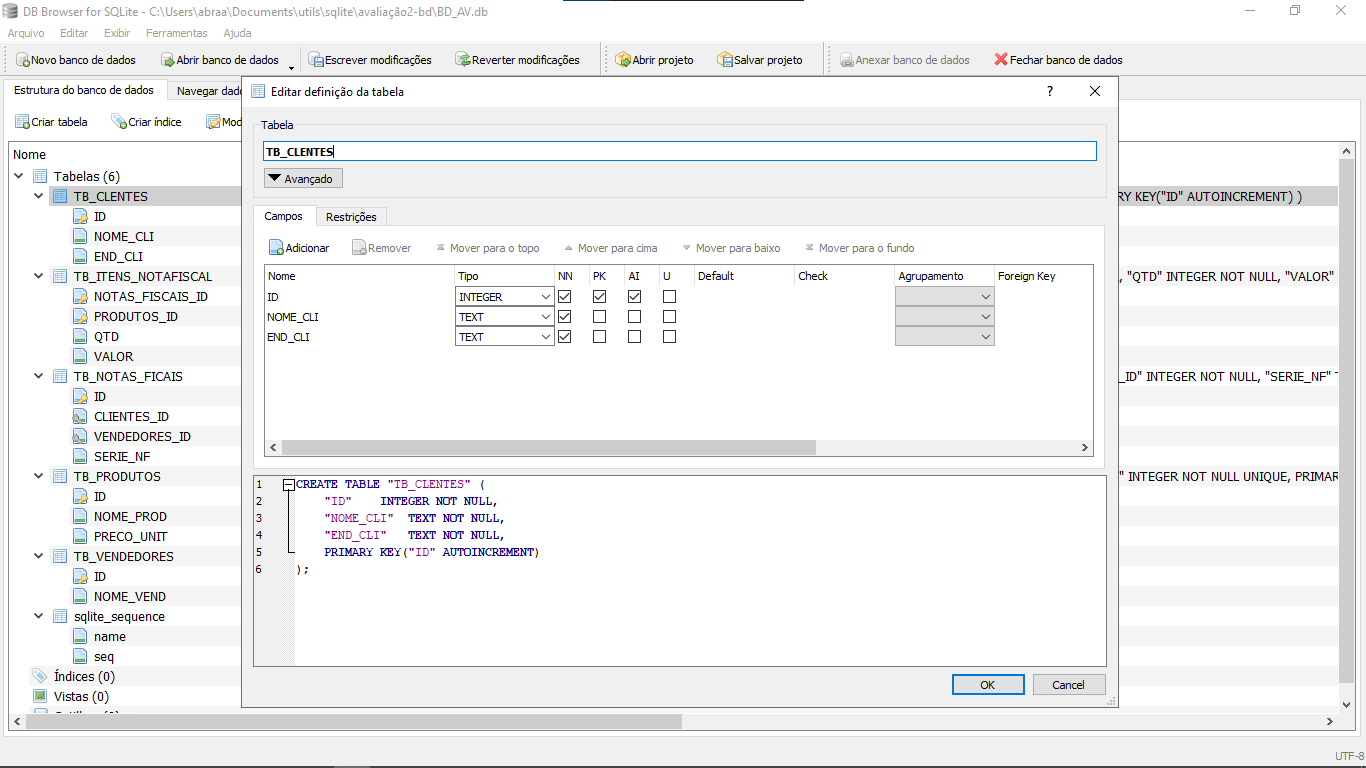 DB Browser for SQLite - C:\Users\abraa\Documents\utils\sqlite\avaliação2-bd\BD_AV.db
Arquivo Editar Exibir Ferramentas Ajuda
Novo banco de dados Abrir banco de dados Escrever modificações Reverter modificações Abrir projeto Salvar projeto Anexar banco de dados Fechar banco de dados
Estrutura do banco de dados Navegar dad
Criar tabela Criar índice Mod
Nome
Tabelas (6)
TB_CLENTES RY KEY("ID" AUTOINCREMENT) )
ID
NOME_CLI
END_CLI
TB_ITENS_NOTAFISCAL , "QTD" INTEGER NOT NULL, "VALOR"
NOTAS_FISCAIS_ID
PRODUTOS_ID
QTD
VALOR
TB_NOTAS_FICAIS _ID" INTEGER NOT NULL, "SERIE_NF"
ID
CLIENTES_ID
VENDEDORES_ID
SERIE_NF
TB_PRODUTOS " INTEGER NOT NULL UNIQUE, PRIMAR
ID
NOME_PROD
PRECO_UNIT
TB_VENDEDORES
ID
NOME_VEND
sqlite_sequence
name
seq
Índices (0)
Vistas (0)
Editar definição da tabela ?
Tabela
TB_CLENTES
Avançado
Campos Restrições
Adicionar Remover Mover para o topo Mover para cima Mover para baixo Mover para o fundo
Nome Tipo NN PK AI U Default Check Agrupamento Foreign Key
ID INTEGER
NOME_CLI TEXT
END_CLI TEXT
1 CREATE TABLE "TB_CLENTES" (
2 "ID" INTEGER NOT NULL,
3 "NOME_CLI" TEXT NOT NULL,
4 "END_CLI" TEXT NOT NULL,
5 PRIMARY KEY("ID" AUTOINCREMENT)
6 );
OK Cancel
UTF-8